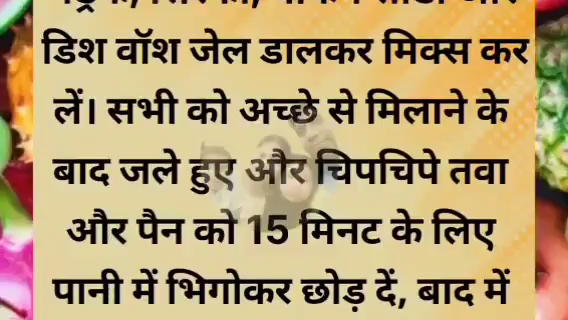 डिश वॉश जेल डालकर मिक्स कर
लें। सभी को अच्छे से मिलाने के
बाद जले हुए और चिपचिपे तवा
और पैन को 15 मिनट के लिए
पानी में भिगोकर छोड़ दें, बाद में